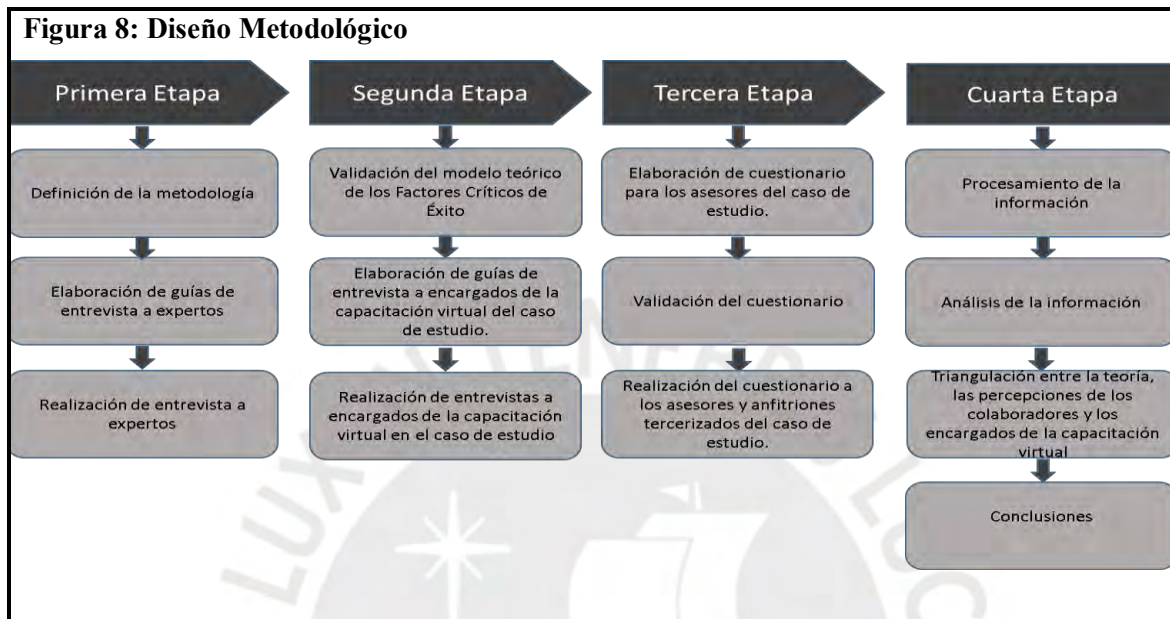 Figura 8: Diseño Metodológico
Primera Etapa
Definición de la metodología
Elaboración de guías de
entrevista a expertos
Realización de entrevista a
expertos
Segunda Etapa
Validación del modelo teórico
de los Factores Críticos de
Éxito
Elaboración de guías de
entrevista a encargados de la
capacitación virtual del caso
de estudio.
Realización de entrevistas a
encargados de la capacitación
virtual en el caso de estudio
Tercera Etapa
Elaboración de cuestionario
para los asesores del caso de
estudio.
Validación del cuestionario
Realización del cuestionario a
los asesores y anfitriones
tercerizados del caso de
estudio.
Cuarta Etapa
Procesamiento de la
información
Análisis de la información
Triangulación entre la teoría,
las percepciones de los
colaboradores y los
encargados de la capacitación
virtual
Conclusiones